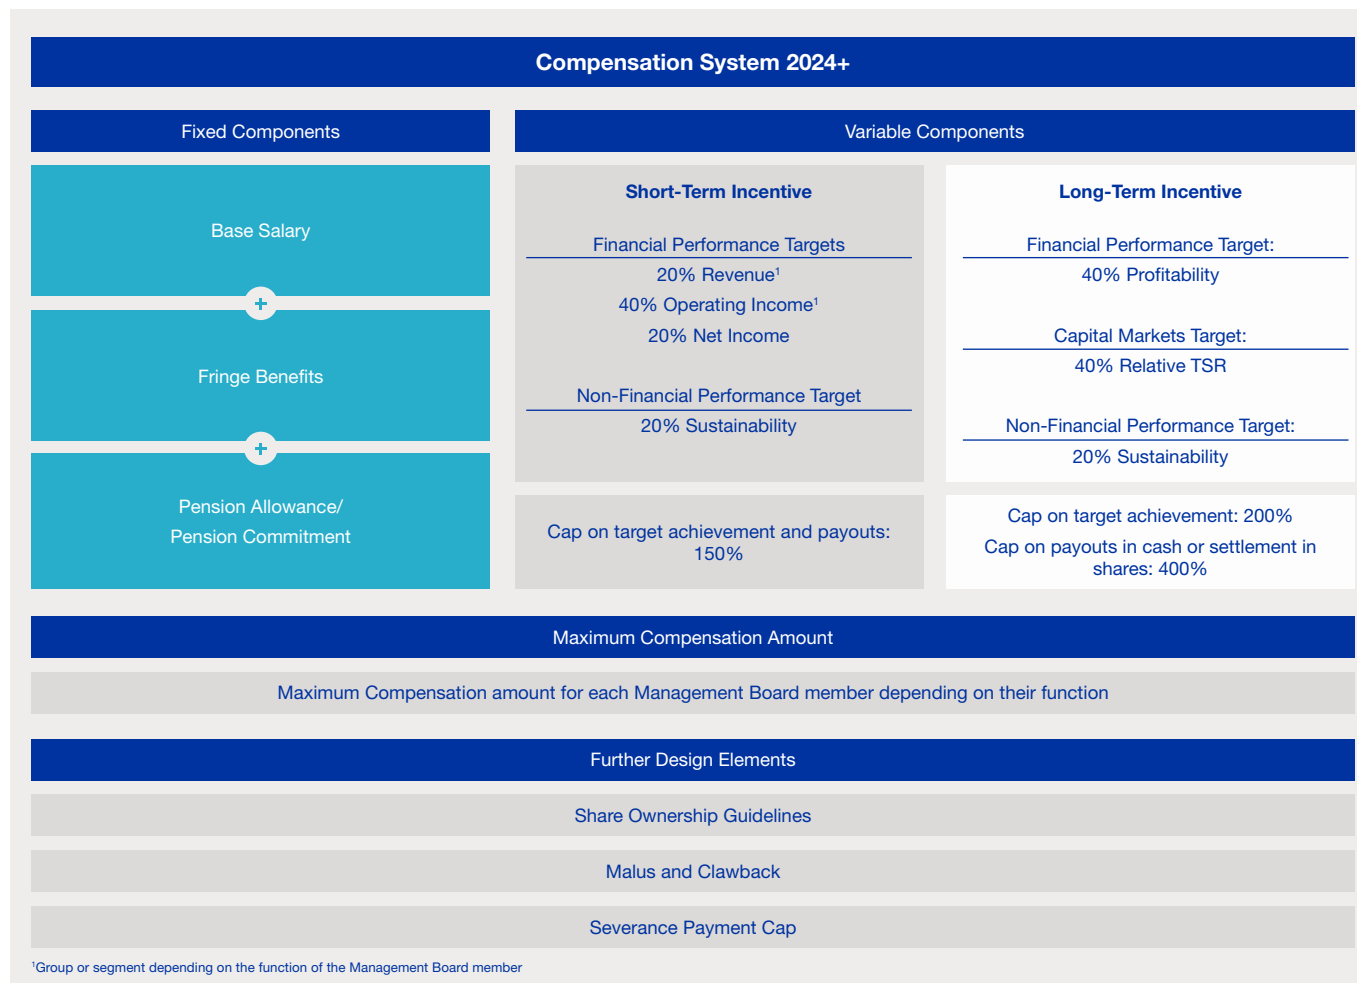 Compensation System 2024+
Fixed Components
Base Salary
+
Fringe Benefits
+
Pension Allowance/
Pension Commitment
Variable Components
Short-Term Incentive
Financial Performance Targets
20% Revenue¹
40% Operating Income¹
20% Net Income
Non-Financial Performance Target
20% Sustainability
Cap on target achievement and payouts:
150%
Long-Term Incentive
Financial Performance Target:
40% Profitability
Capital Markets Target:
40% Relative TSR
Non-Financial Performance Target:
20% Sustainability
Cap on target achievement: 200%
Cap on payouts in cash or settlement in
shares: 400%
Maximum Compensation Amount
Maximum Compensation amount for each Management Board member depending on their function
Further Design Elements
Share Ownership Guidelines
Malus and Clawback
Severance Payment Cap
¹Group or segment depending on the function of the Management Board member